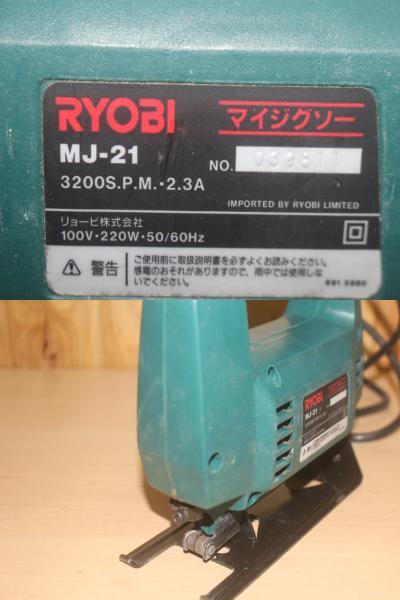 RYOBI
マイジグソー
MJ-21
NO. 039811
3200S.P.M.・2.3A
IMPORTED BY RYOBI LIMITED
リョービ株式会社
100V・220W・50/60Hz
警告
ご使用前に取扱説明書を必ずよくお読みください。
感電のおそれがありますので、雨中では使用しな
いでください。
RYOBI
MJ-21